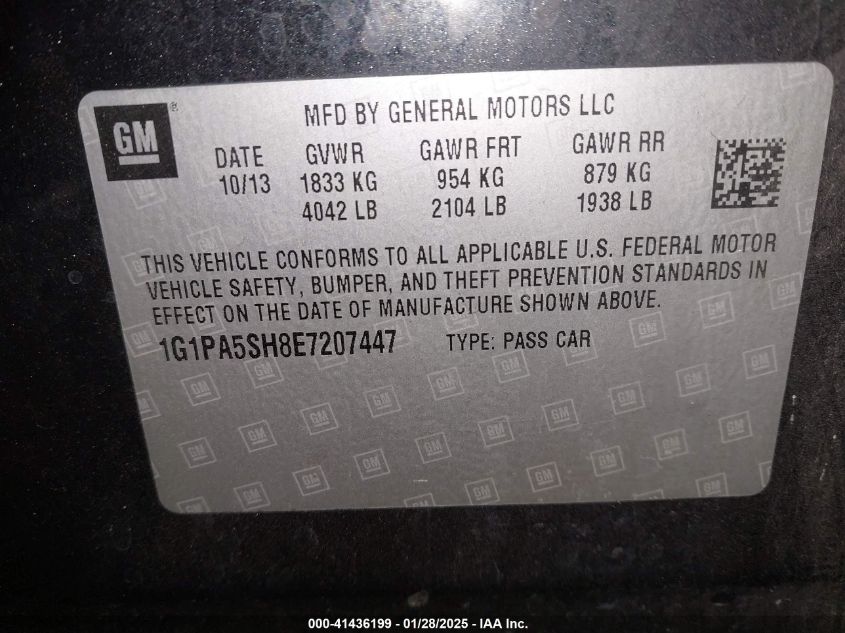 GM ®
MFD BY GENERAL MOTORS LLC
DATE GVWR GAWR FRT GAWR RR
10/13 1833 KG 954 KG 879 KG
4042 LB 2104 LB 1938 LB
THIS VEHICLE CONFORMS TO ALL APPLICABLE U.S. FEDERAL MOTOR
VEHICLE SAFETY, BUMPER, AND THEFT PREVENTION STANDARDS IN
EFFECT ON THE DATE OF MANUFACTURE SHOWN ABOVE.
1G1PA5SH8E7207447 TYPE: PASS CAR
000-41436199 — 01/28/2025 — IAA Inc.